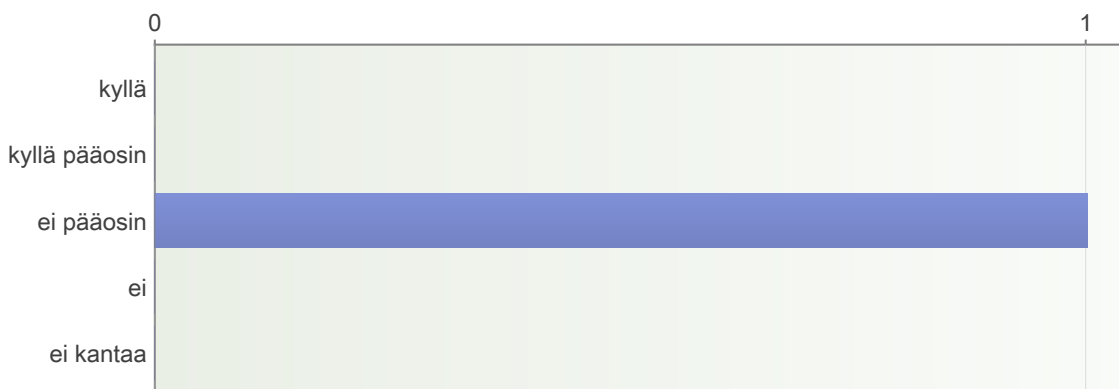 0 1
kyllä
kyllä pääosin
ei pääosin
ei
ei kantaa